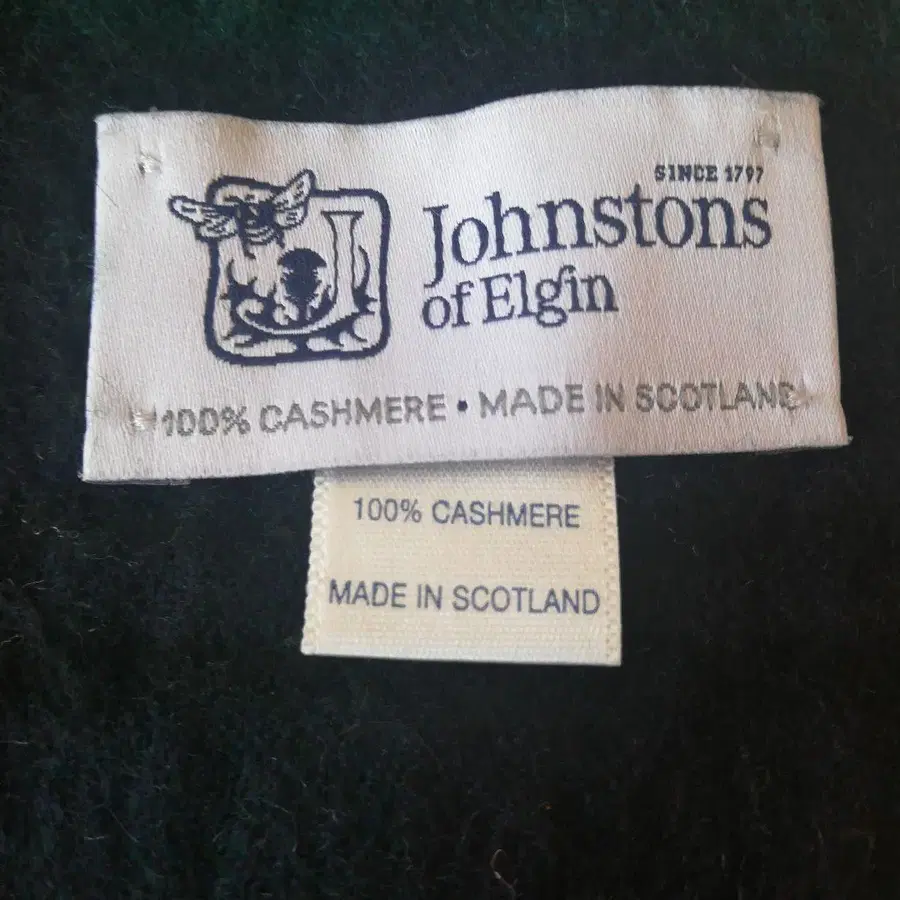 SINCE 1797
Johnstons
of Elgin
100% CASHMERE • MADE IN SCOTLAND
100% CASHMERE
MADE IN SCOTLAND